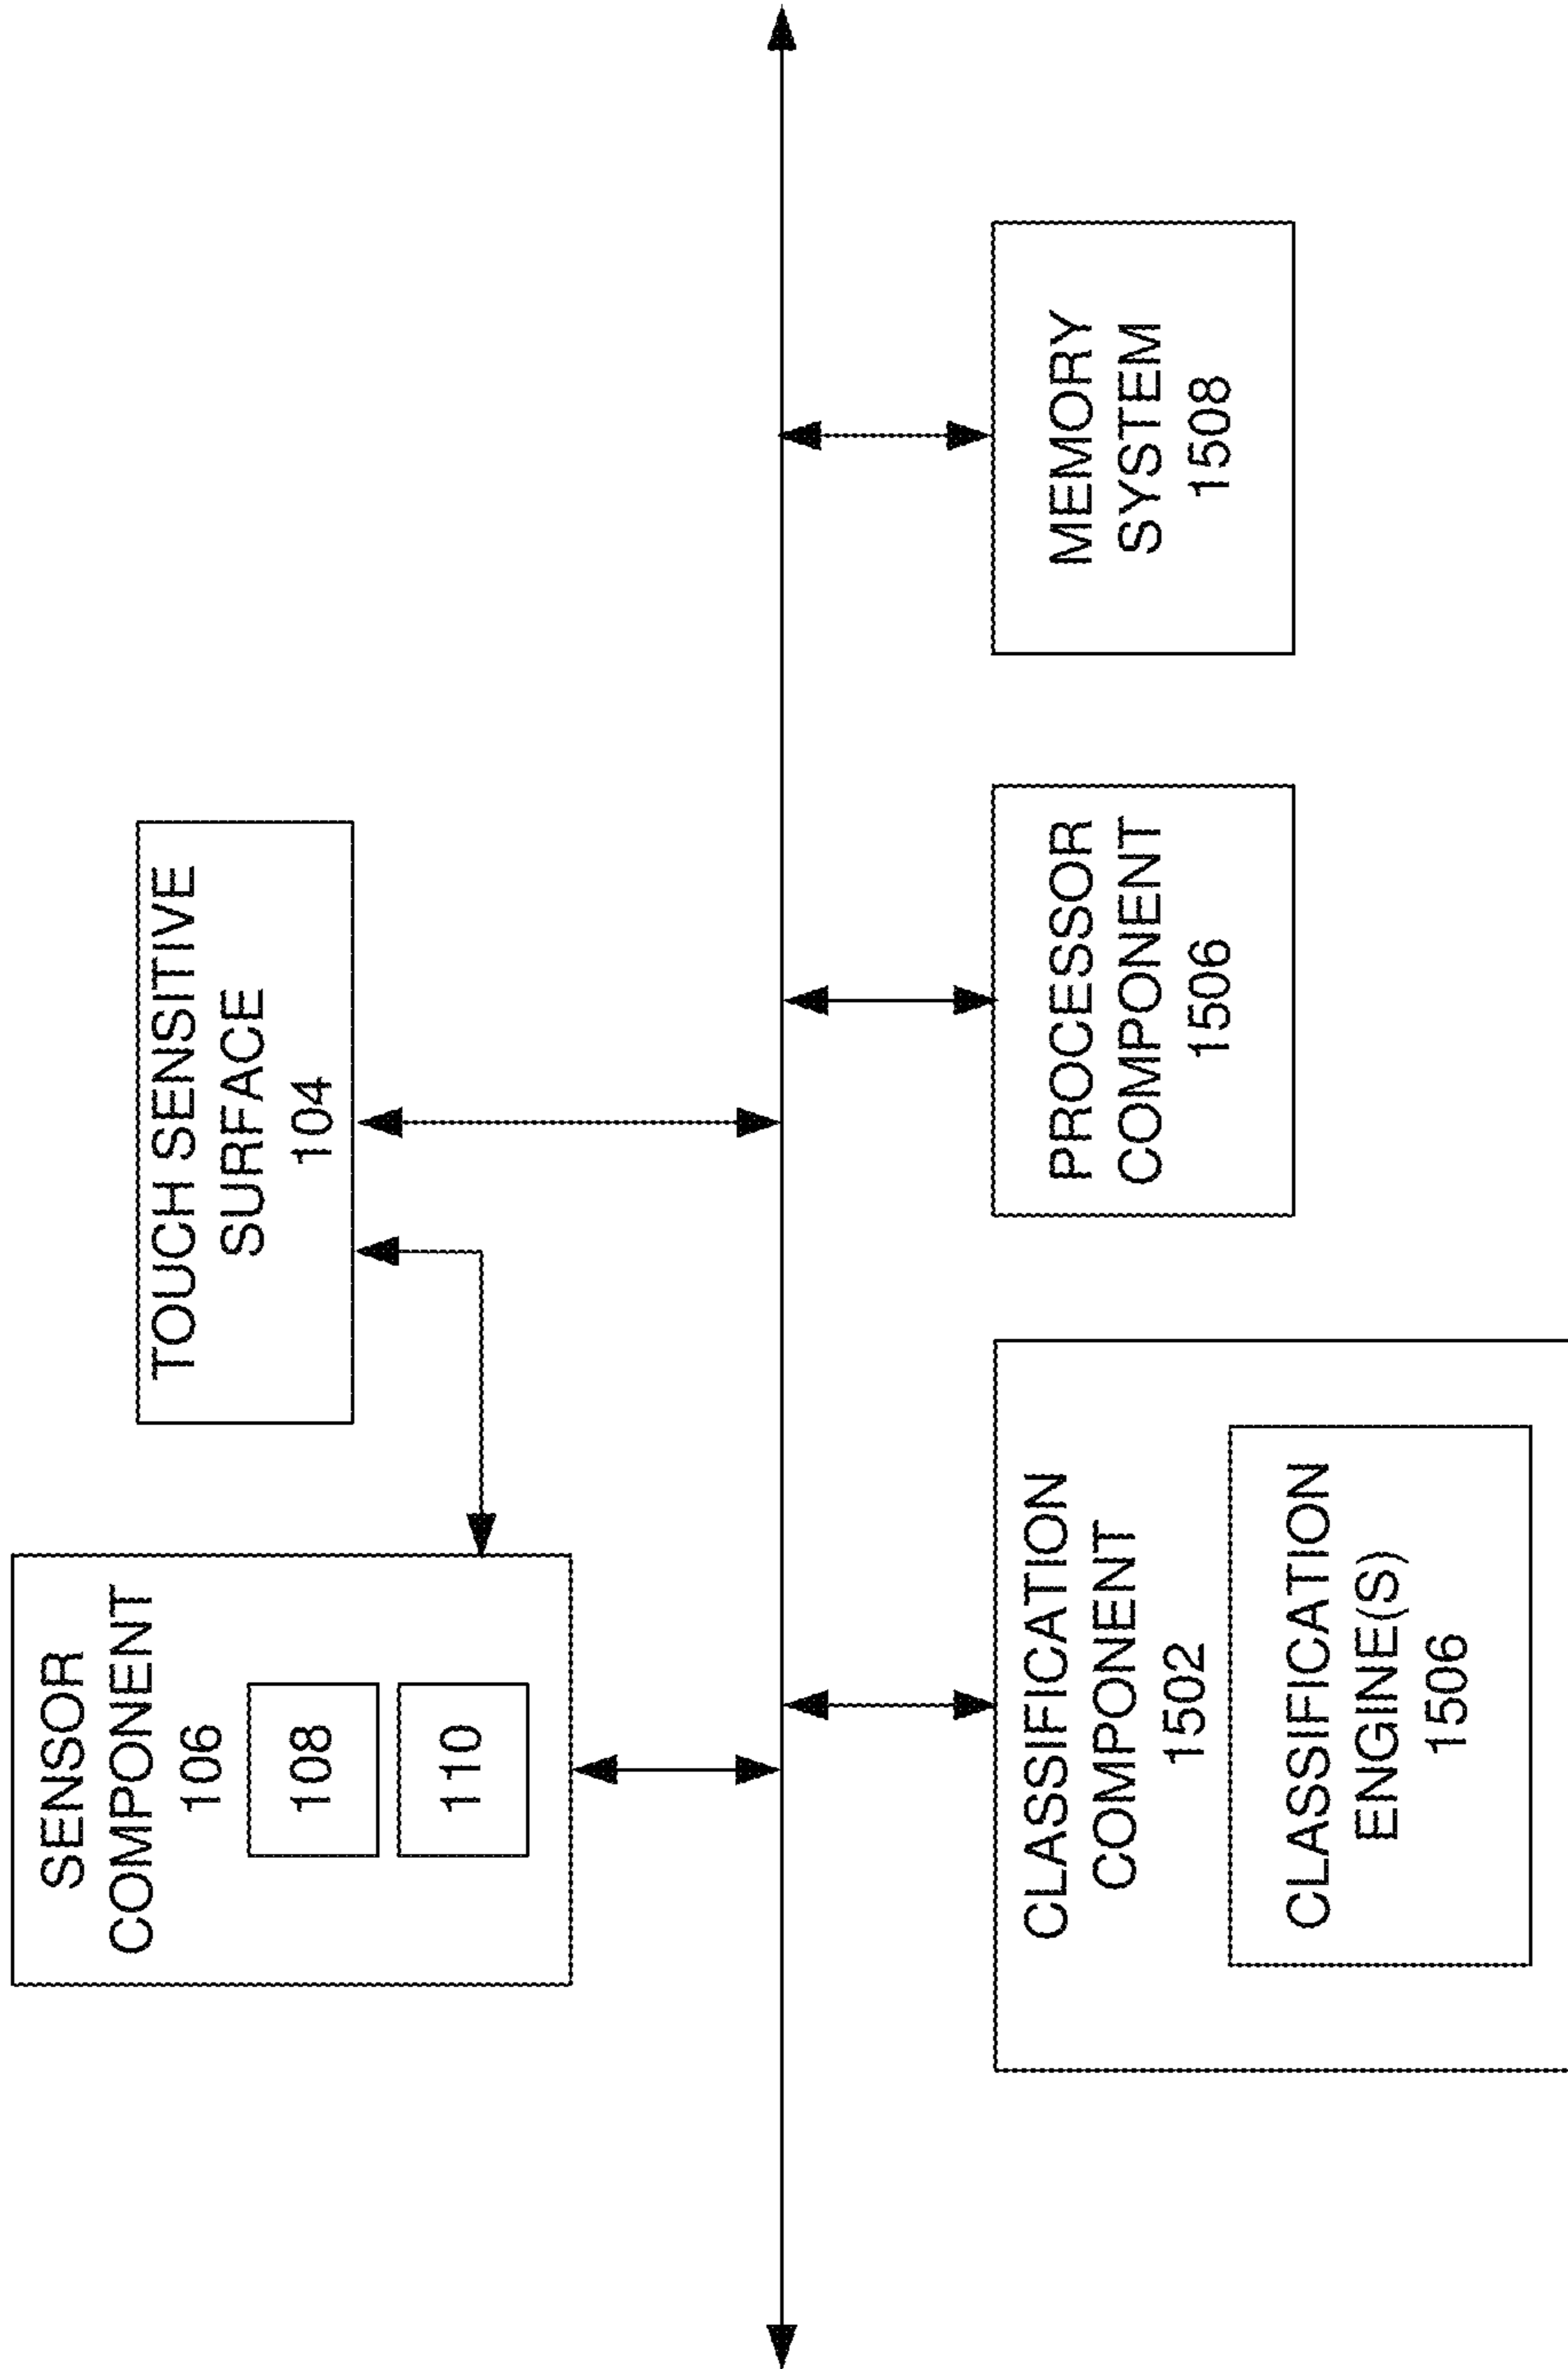 SENSOR
COMPONENT
106
108
110
TOUCH SENSITIVE
SURFACE
104
CLASSIFICATION
COMPONENT
1502
CLASSIFICATION
ENGINE(S)
1506
PROCESSOR
COMPONENT
1506
MEMORY
SYSTEM
1508